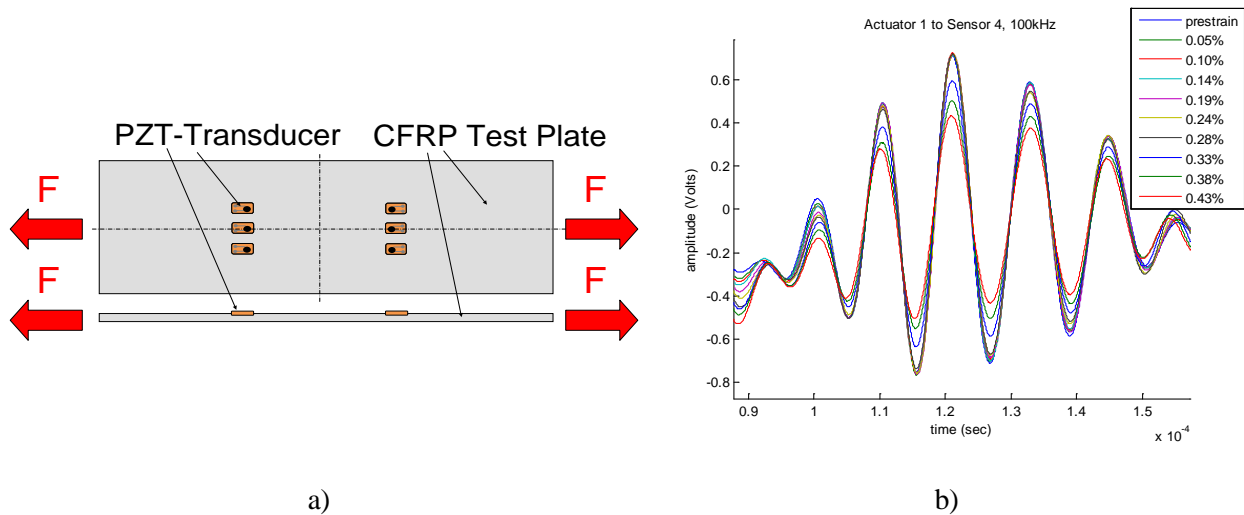 PZT-Transducer
CFRP Test Plate
F
F
F
F
a)
Actuator 1 to Sensor 4, 100kHz
prestrain
0.05%
0.10%
0.14%
0.19%
0.24%
0.28%
0.33%
0.38%
0.43%
amplitude (Volts)
0.6
0.4
0.2
0
-0.2
-0.4
-0.6
-0.8
0.9
1
1.1
1.2
1.3
1.4
1.5
time (sec)
x 10-4
b)